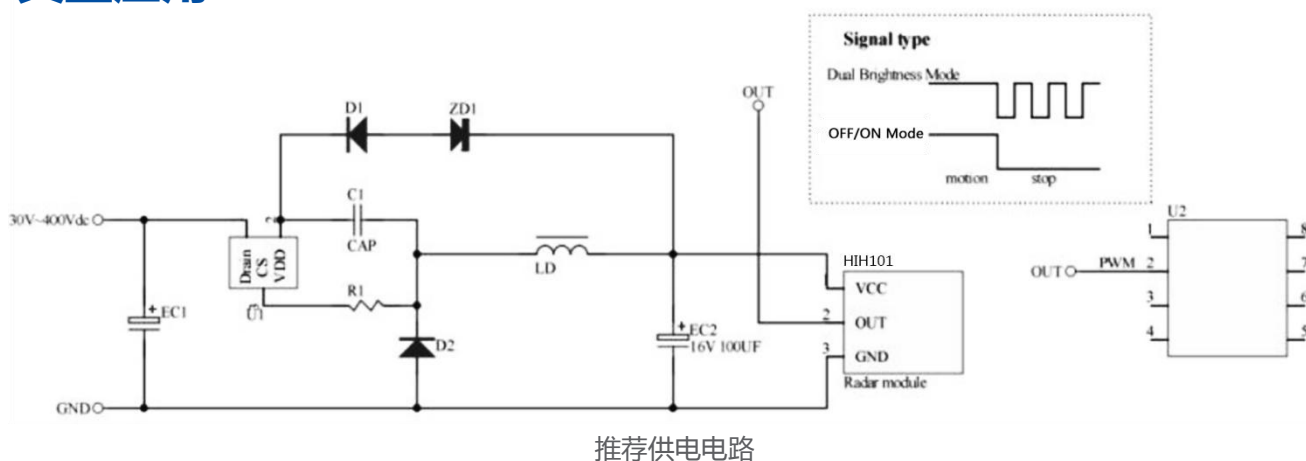 Signal type
Dual Brightness Mode
OFF/ON Mode
motion stop
OUT
D1
ZD1
C1
CAP
30V~400Vdc
Drain
CS
VDD
2
U1
R1
LD
EC1
D2
EC2
16V 100UF
GND
HIH101
VCC
2 OUT
3 GND
Radar module
U2
OUT PWM
1
2
3
4
8
7
6
5
推荐供电电路